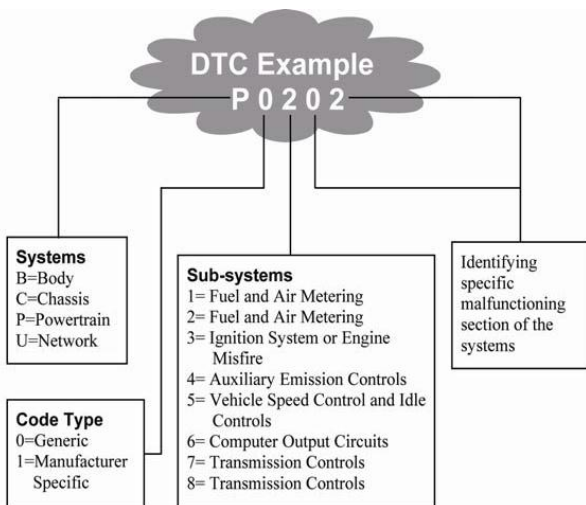 DTC Example
P 0 2 0 2
Systems
B=Body
C=Chassis
P=Powertrain
U=Network
Code Type
0=Generic
1=Manufacturer
Specific
Sub-systems
1= Fuel and Air Metering
2= Fuel and Air Metering
3= Ignition System or Engine
Misfire
4= Auxiliary Emission Controls
5= Vehicle Speed Control and Idle
Controls
6= Computer Output Circuits
7= Transmission Controls
8= Transmission Controls
Identifying
specific
malfunctioning
section of the
systems